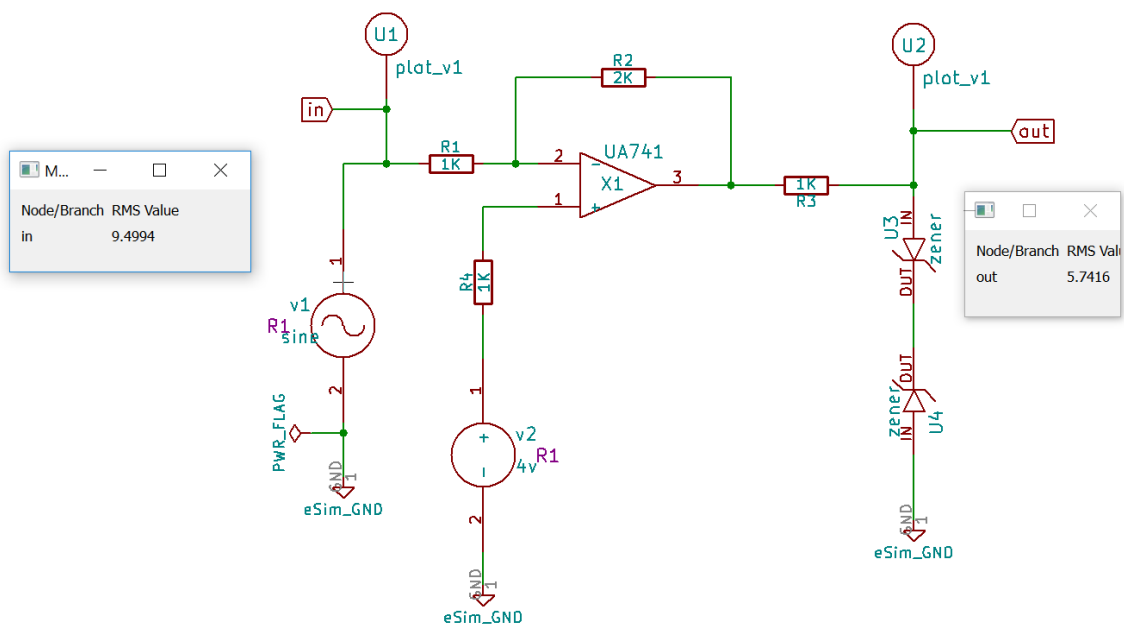 U1
plot_v1
in
R1
1K
R2
2K
UA741
X1
2
1
3
1K
R3
U2
plot_v1
out
M...
Node/Branch RMS Value
in 9.4994
Node/Branch RMS Valu
out 5.7416
U3
IN
zener
OUT
OUT
zener
IN
U4
GND
1
eSim_GND
R4
1K
1
v1
R1
sine
2
PWR_FLAG
GND
1
eSim_GND
1
v2
R1
4v
2
GND
1
eSim_GND